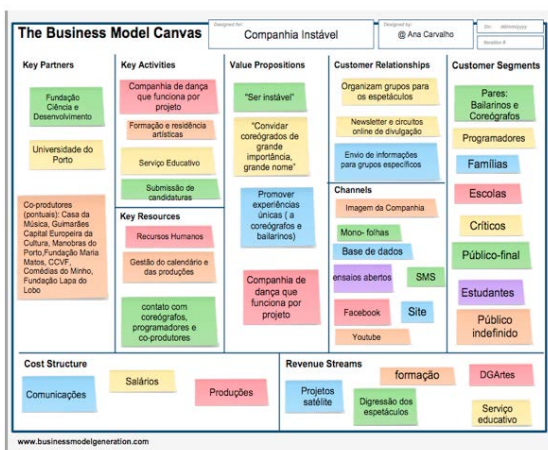 The Business Model Canvas
Designed for:
Companhia Instável
Designed by:
@ Ana Carvalho
On:
Iteration #
Key Partners
Fundação
Ciência e
Desenvolvimento
Universidade do
Porto
Co-produtores
(pontuais): Casa da
Música, Guimarães
Capital Europeira da
Cultura, Manobras do
Porto,Fundação Maria
Matos, CCVF,
Comédias do Minho,
Fundação Lapa do
Lobo
Key Activities
Companhia de dança
que funciona por
projeto
Formação e residência
artísticas
Serviço Educativo
Submissão de
candidaturas
Key Resources
Recursos Humanos
Gestão do calendário e
das produções
contato com
coreógrafos,
programadores e
co-produtores
Value Propositions
"Ser instável"
"Convidar
coreógrados de
grande
importância,
grande nome"
Promover
experiências
únicas ( a
coreógrafos e
bailarinos)
Companhia de
dança que
funciona por
projeto
Customer Relationships
Organizam grupos para
os espetáculos
Newsletter e circuitos
online de divulgação
Envio de informações
para grupos específicos
Channels
Imagem da Companhia
Mono- folhas
Base de dados
ensaios abertos
SMS
Facebook
Site
Youtube
Customer Segments
Pares:
Bailarinos e
Coreógrafos
Programadores
Famílias
Escolas
Críticos
Público-final
Estudantes
Público
indefinido
Cost Structure
Comunicações
Salários
Produções
Revenue Streams
Projetos
satélite
formação
Digressão dos
espetáculos
DGArtes
Serviço
educativo
www.businessmodelgeneration.com